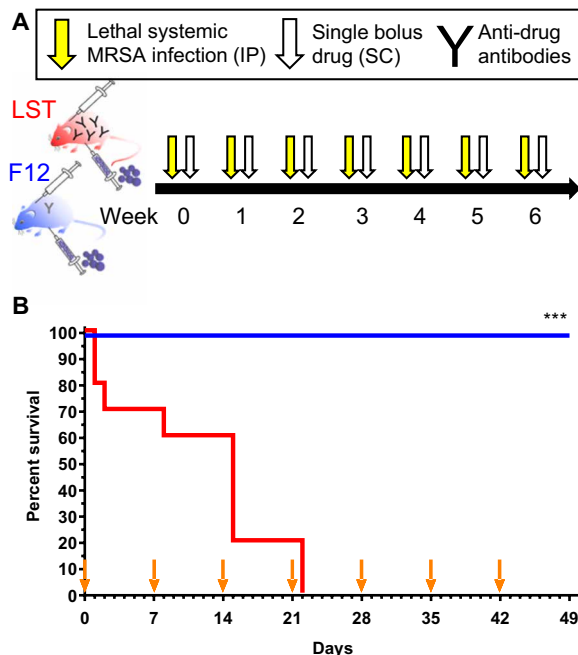 A
Lethal systemic
MRSA infection (IP)
Single bolus
drug (SC)
Anti-drug
antibodies
LST
F12
Week 0 1 2 3 4 5 6
B
***
100
90
80
70
60
50
40
30
20
10
0
Percent survival
0 7 14 21 28 35 42 49
Days